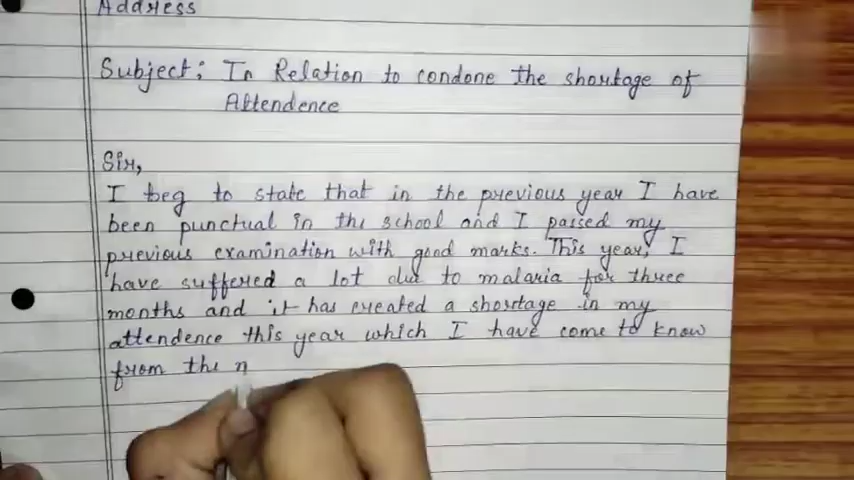 Address
Subject: In Relation to condone the shortage of
Attendence
Sir,
I beg to state that in the previous year I have
been punctual in the school and I passed my
previous examination with good marks. This year, I
have suffered a lot due to malaria for three
months and it has created a shortage in my
attendence this year which I have come to know
from the n